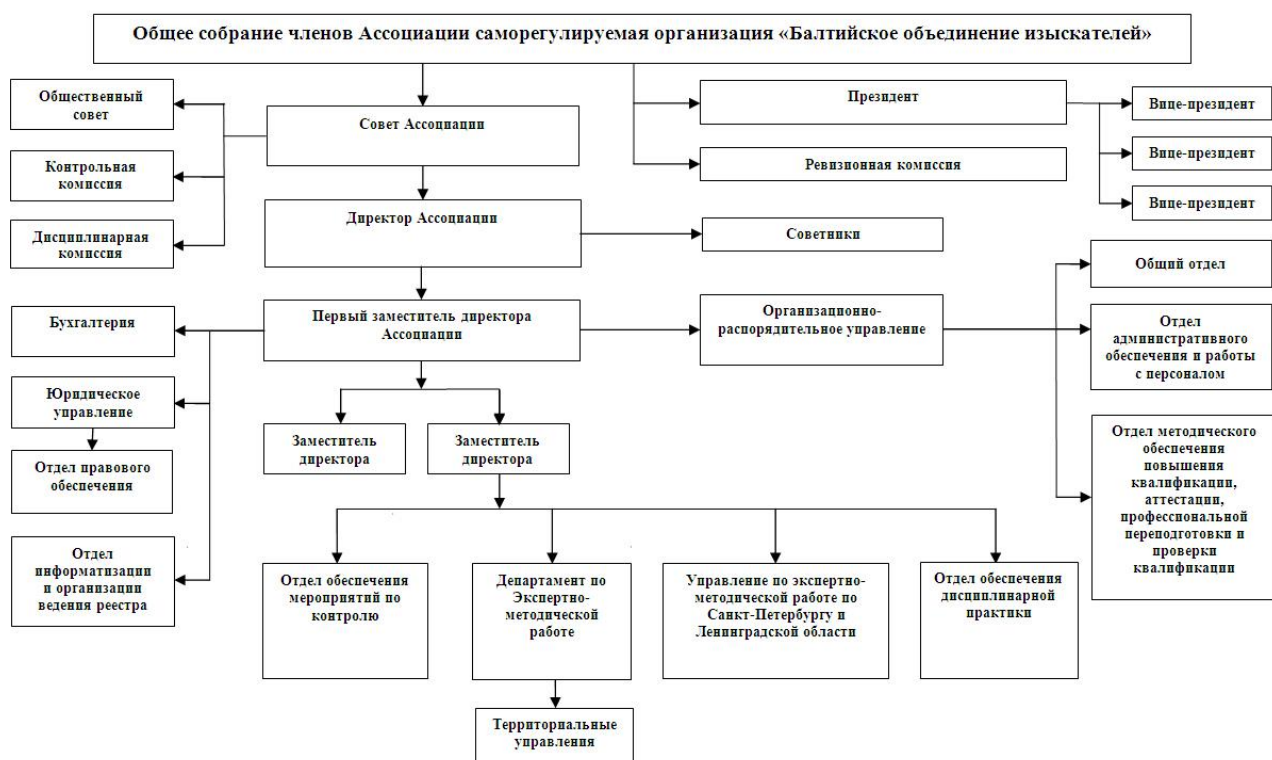 Общее собрание членов Ассоциации саморегулируемая организация «Балтийское объединение изыскателей»
Общественный
совет
Совет Ассоциации
Президент
Вице-президент
Контрольная
комиссия
Ревизионная комиссия
Вице-президент
Вице-президент
Дисциплинарная
комиссия
Директор Ассоциации
Советники
Общий отдел
Бухгалтерия
Первый заместитель директора
Ассоциации
Организационно-
распорядительное управление
Отдел
административного
обеспечения и работы
с персоналом
Юридическое
управление
Заместитель
директора
Заместитель
директора
Отдел правового
обеспечения
Отдел методического
обеспечения
повышения
квалификации,
аттестации,
профессиональной
переподготовки и
проверки
квалификации
Отдел
информатизации
и организации
ведения реестра
Отдел обеспечения
мероприятий по
контролю
Департамент по
Экспертно-
методической
работе
Управление по экспертно-
методической работе по
Санкт-Петербургу и
Ленинградской области
Отдел обеспечения
дисциплинарной
практики
Территориальные
управления